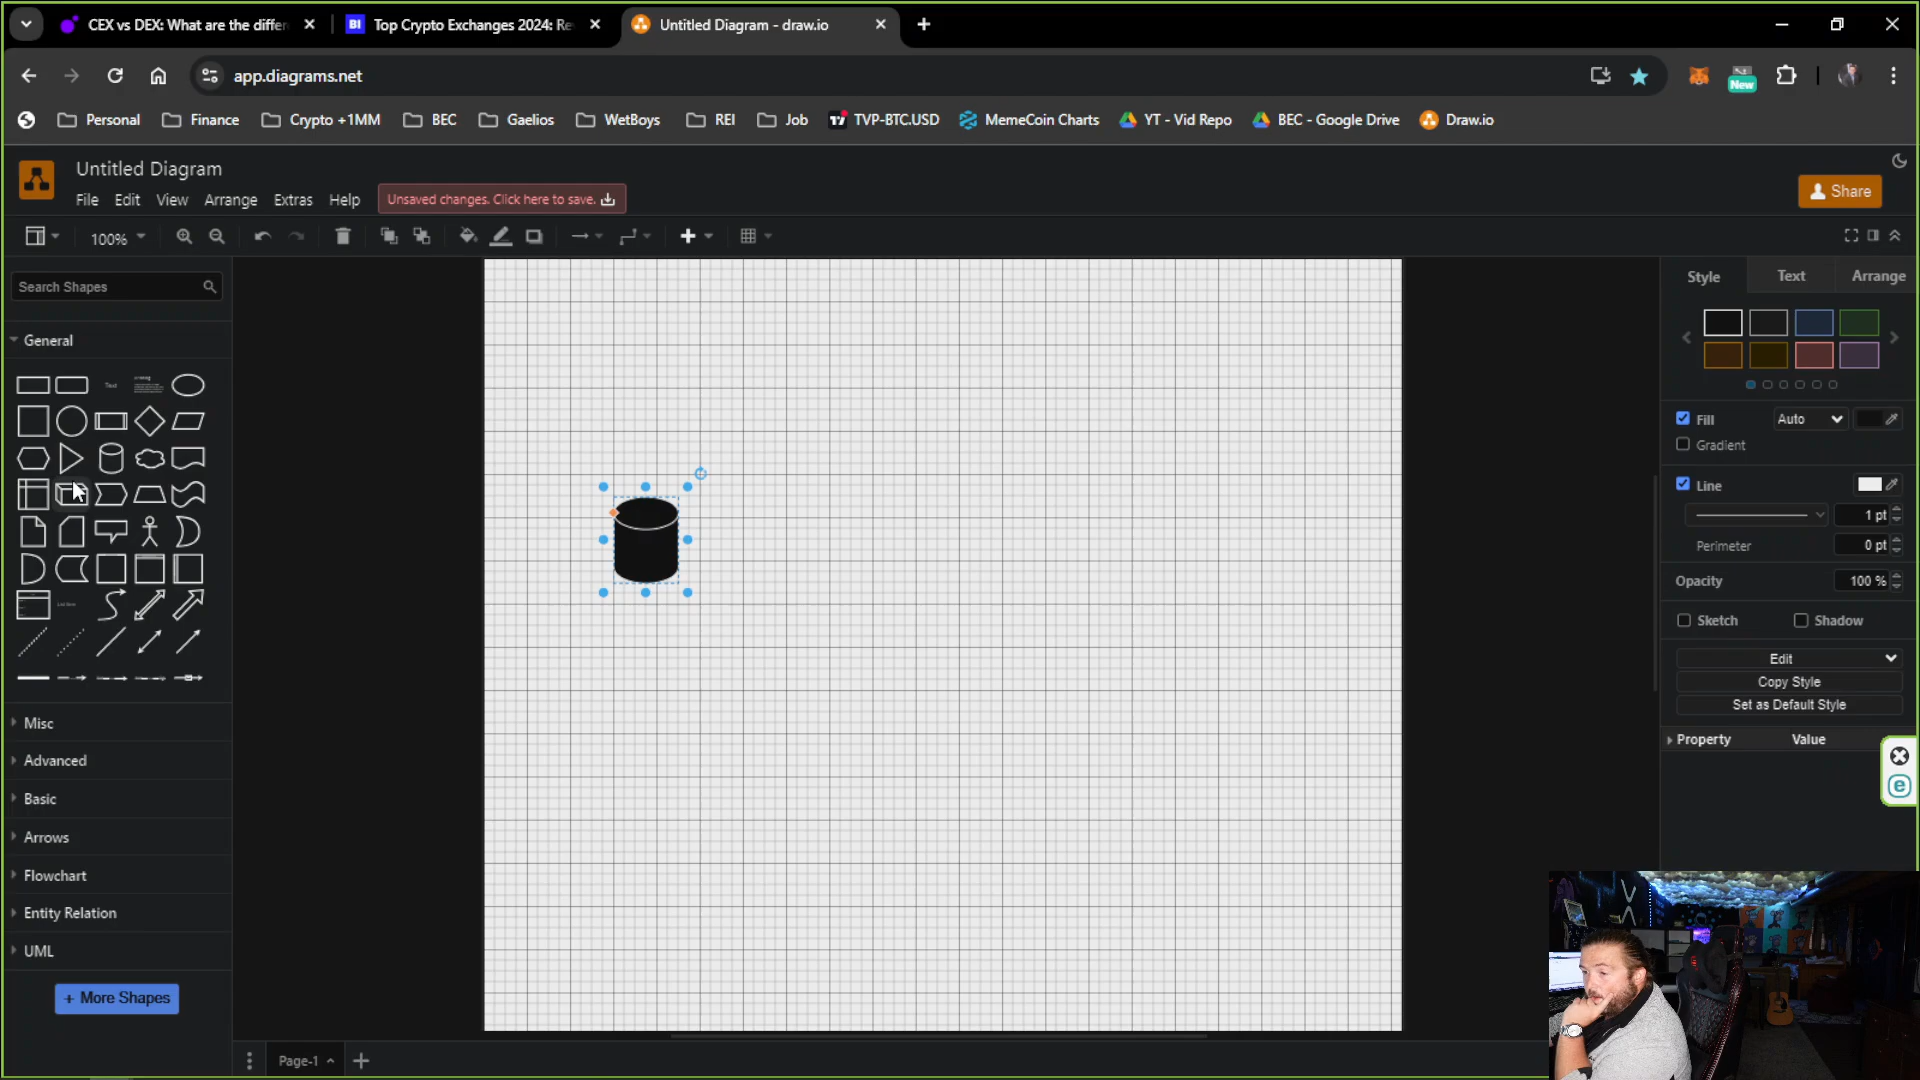 CEX vs DEX: What are the differ
BI Top Crypto Exchanges 2024: Re
Untitled Diagram - draw.io
app.diagrams.net
New
Personal
Finance
Crypto +1MM
BEC
Gaelios
WetBoys
REI
Job
TVP-BTC.USD
MemeCoin Charts
YT - Vid Repo
BEC - Google Drive
Draw.io
Untitled Diagram
File Edit View Arrange Extras Help
Unsaved changes. Click here to save.
Share
100%
Search Shapes
General
Text
Misc
Advanced
Basic
Arrows
Flowchart
Entity Relation
UML
+ More Shapes
Page-1
Style Text Arrange
Fill Auto
Gradient
Line
1 pt
Perimeter 0 pt
Opacity 100 %
Sketch Shadow
Edit
Copy Style
Set as Default Style
Property Value
e